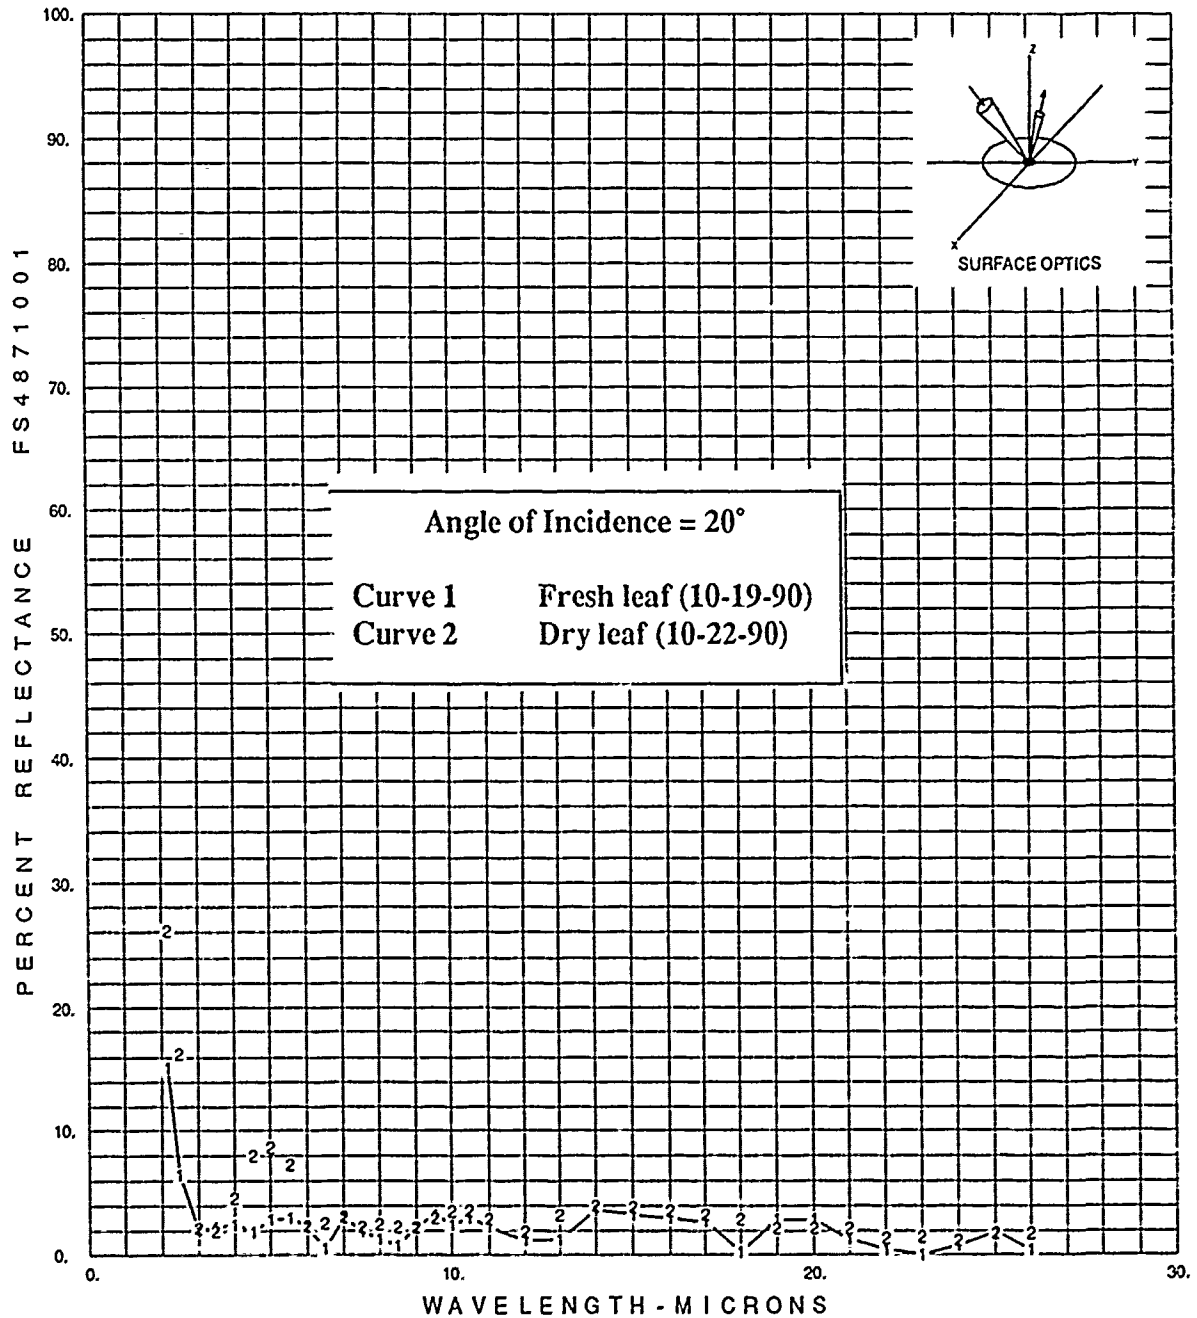 100.
90.
80.
70.
60.
50.
40.
30.
20.
10.
0.
PERCENT REFLECTANCE FS4871001
Z
Y
X
SURFACE OPTICS
Angle of Incidence = 20°
Curve 1 Fresh leaf (10-19-90)
Curve 2 Dry leaf (10-22-90)
0. 10. 20. 30.
WAVELENGTH-MICRONS